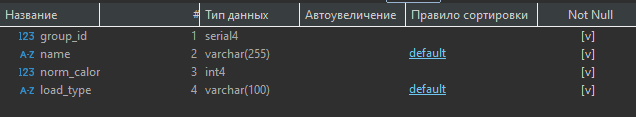 Название # Тип данных Автоувеличение Правило сортировки Not Null
123 group_id 1 serial4 [v]
A-Z name 2 varchar(255) default [v]
123 norm_calor 3 int4 [v]
A-Z load_type 4 varchar(100) default [v]